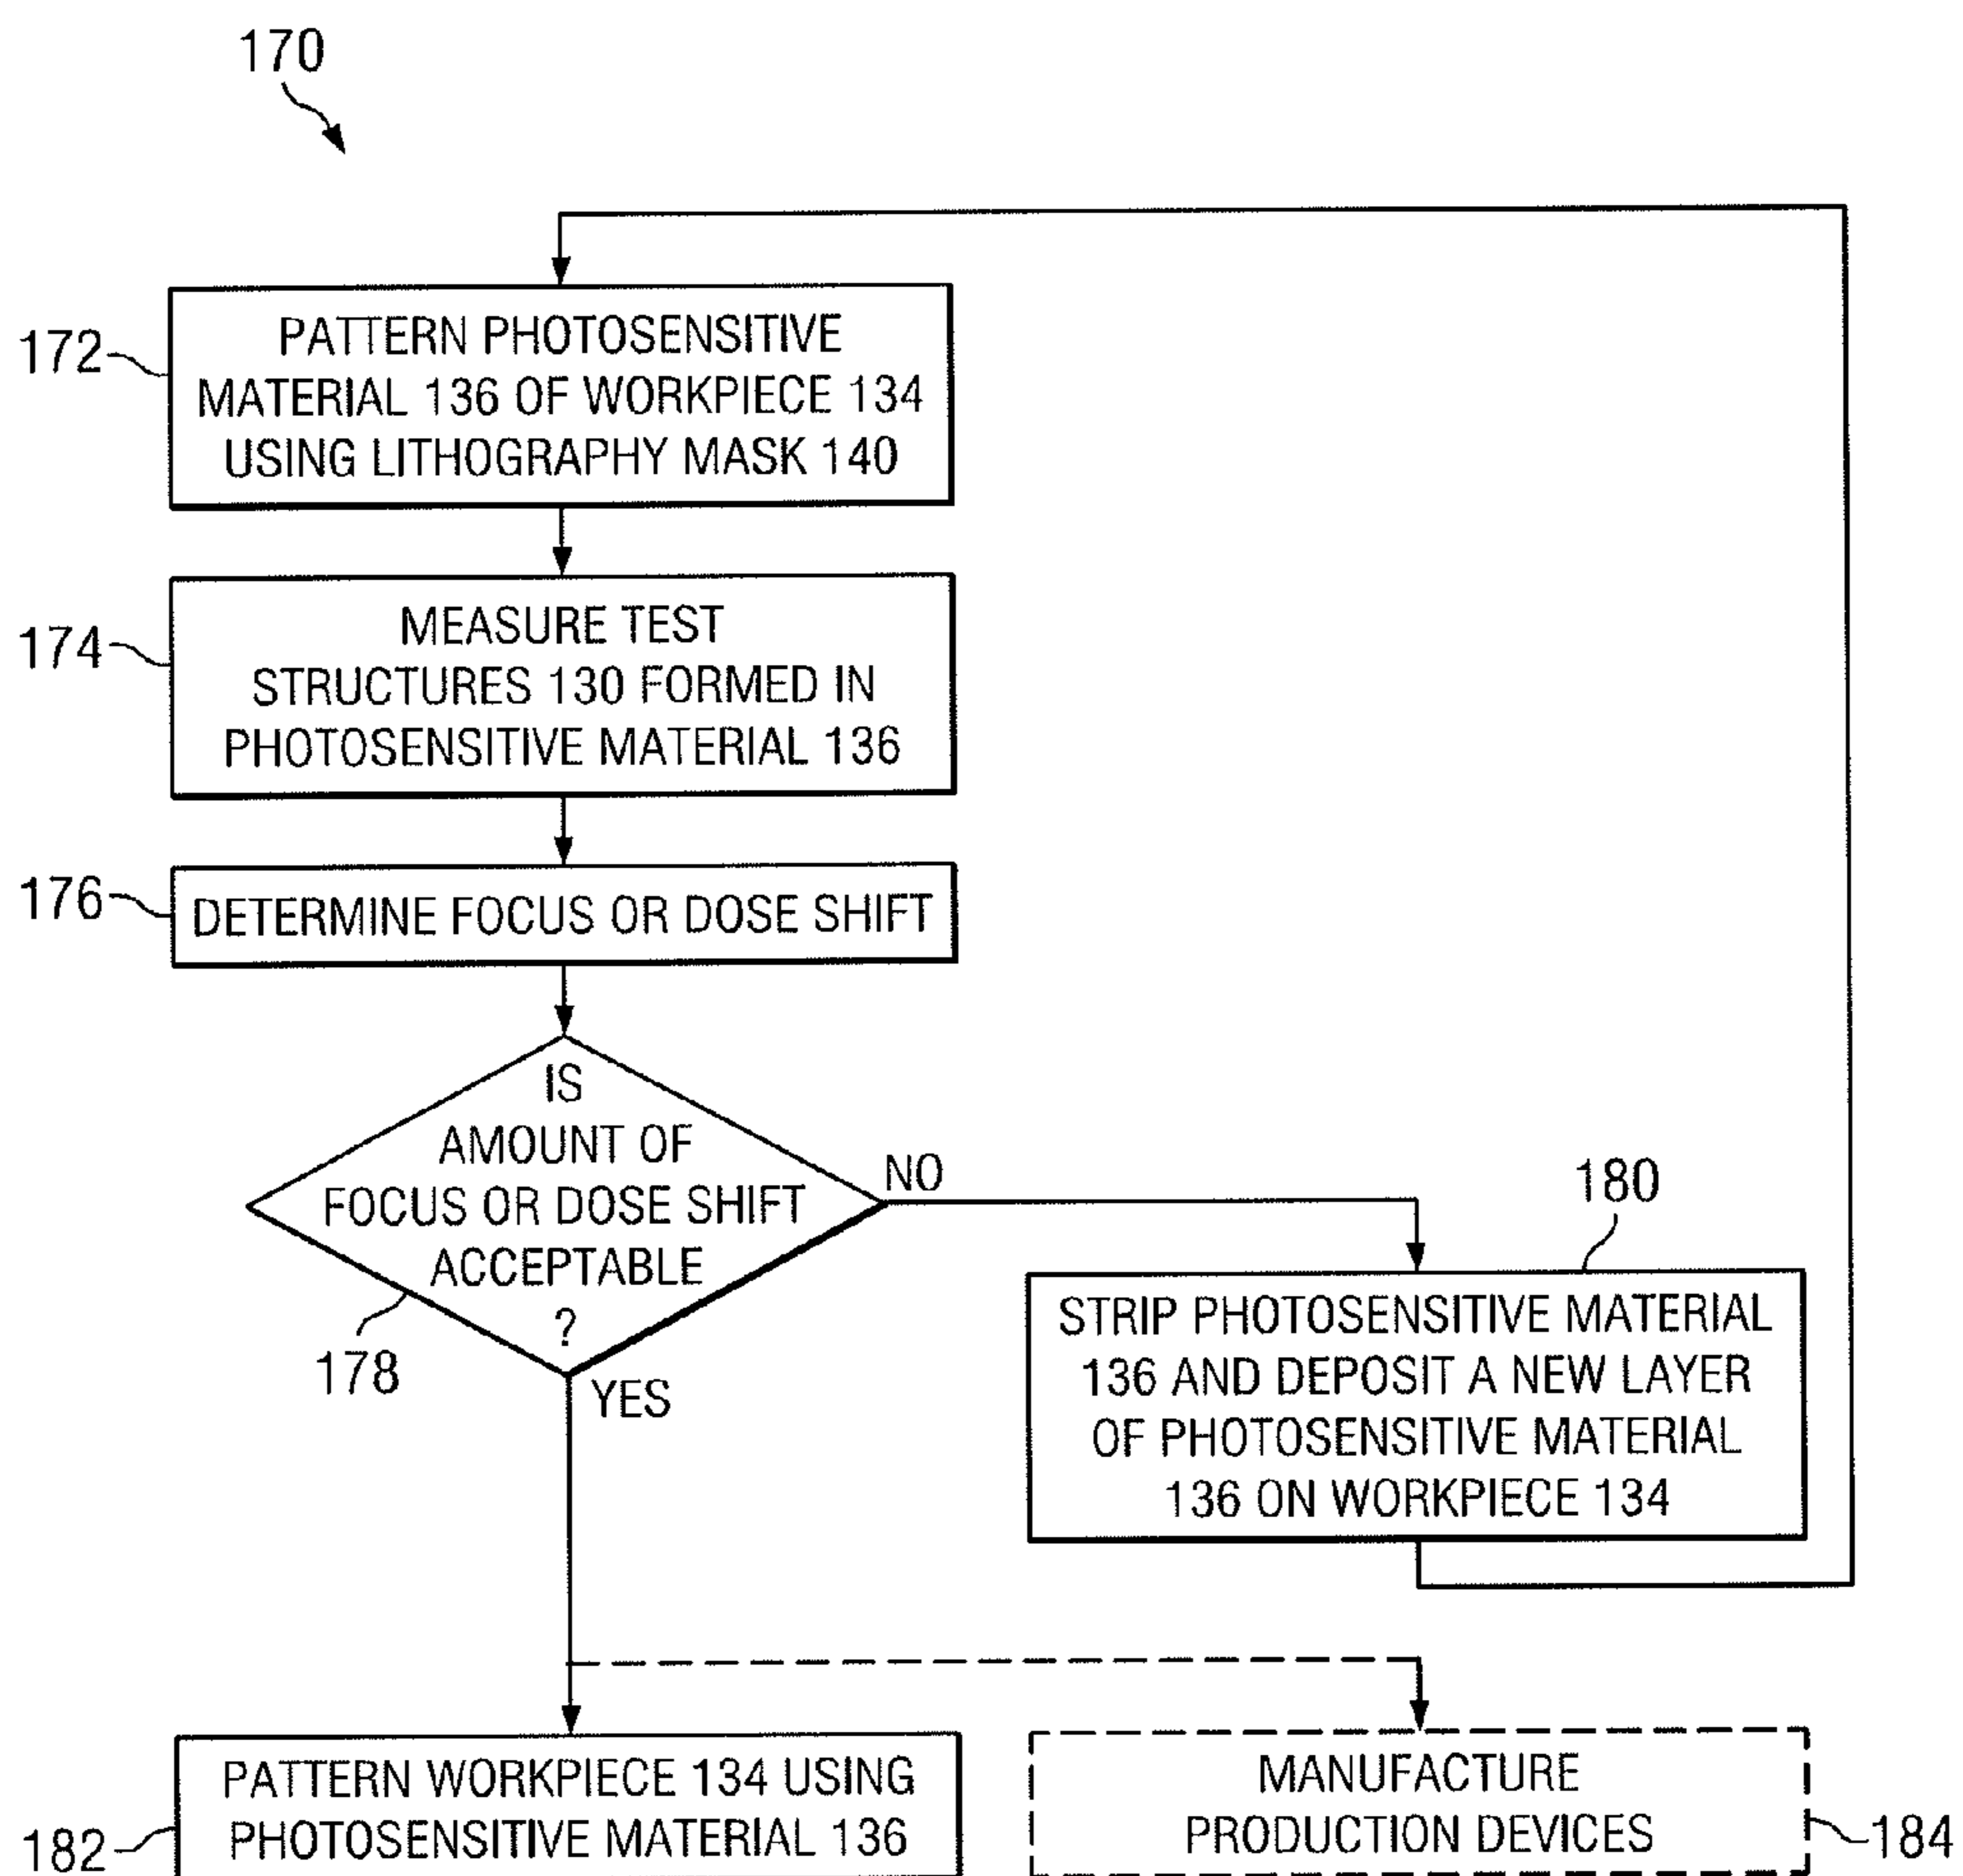 170
172
PATTERN PHOTOSENSITIVE
MATERIAL 136 OF WORKPIECE 134
USING LITHOGRAPHY MASK 140
174
MEASURE TEST
STRUCTURES 130 FORMED IN
PHOTOSENSITIVE MATERIAL 136
176
DETERMINE FOCUS OR DOSE SHIFT
IS
AMOUNT OF
FOCUS OR DOSE SHIFT
ACCEPTABLE
?
178
NO
YES
180
STRIP PHOTOSENSITIVE MATERIAL
136 AND DEPOSIT A NEW LAYER
OF PHOTOSENSITIVE MATERIAL
136 ON WORKPIECE 134
182
PATTERN WORKPIECE 134 USING
PHOTOSENSITIVE MATERIAL 136
MANUFACTURE
PRODUCTION DEVICES
184